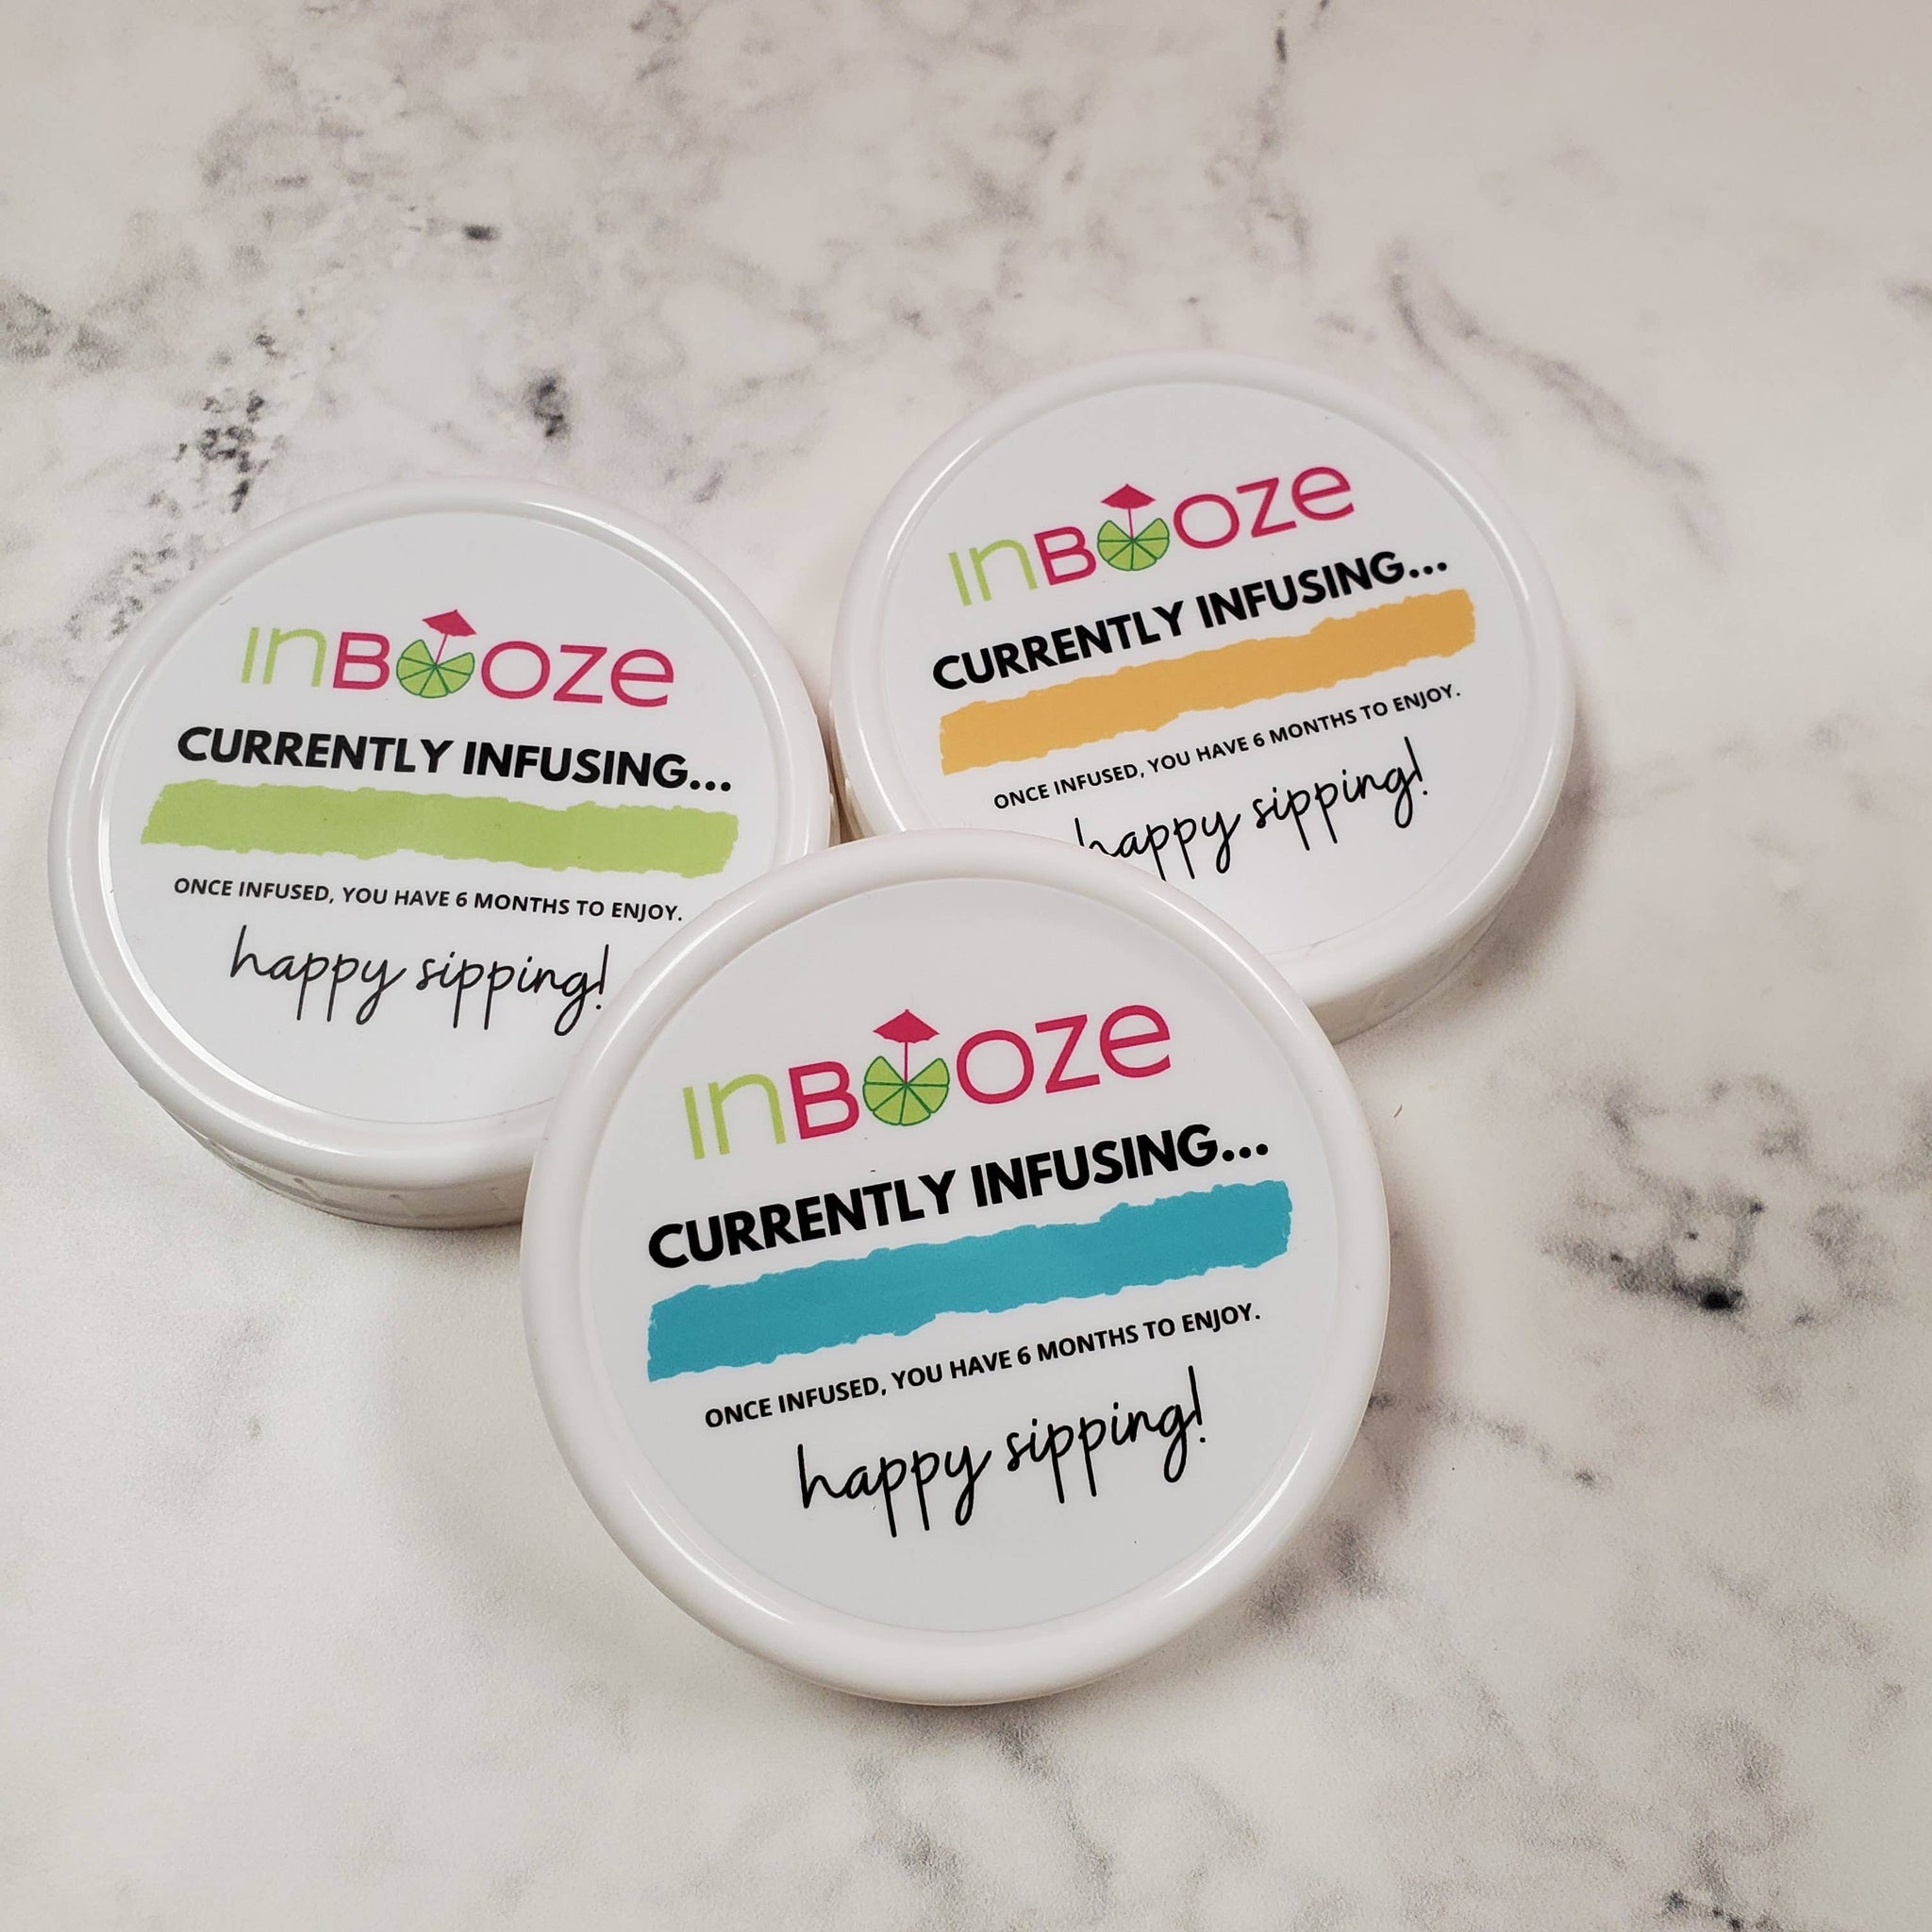 INBOOZE
CURRENTLY INFUSING...
ONCE INFUSED, YOU HAVE 6 MONTHS TO ENJOY.
happy sipping!
INBOOZE
CURRENTLY INFUSING...
ONCE INFUSED, YOU HAVE 6 MONTHS TO ENJOY.
happy sipping!
INBOOZE
CURRENTLY INFUSING...
ONCE INFUSED, YOU HAVE 6 MONTHS TO ENJOY.
happy sipping!